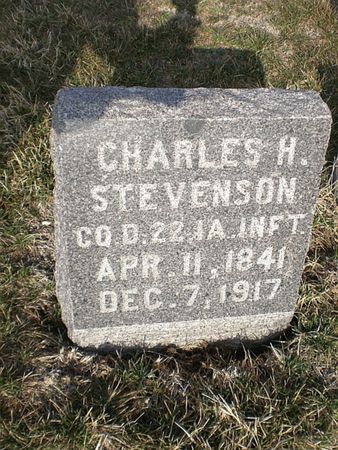 CHARLES H.
STEVENSON
CO.D.22.IA.INFT.
APR.11,1841
DEC.7,1917